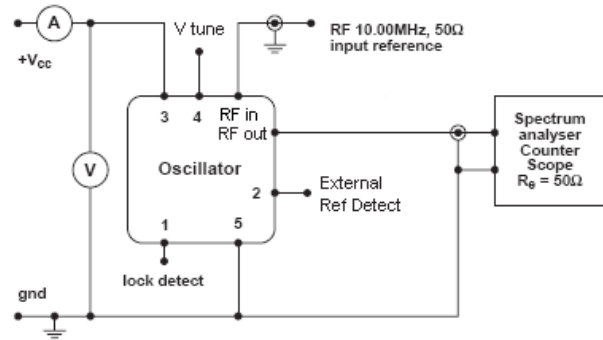 A
+Vcc
V tune
RF 10.00MHz, 50Ω
input reference
3
4
RF in
RF out
Oscillator
V
2
External
Ref Detect
1
5
lock detect
gnd
Spectrum
analyser
Counter
Scope
Rθ = 50Ω